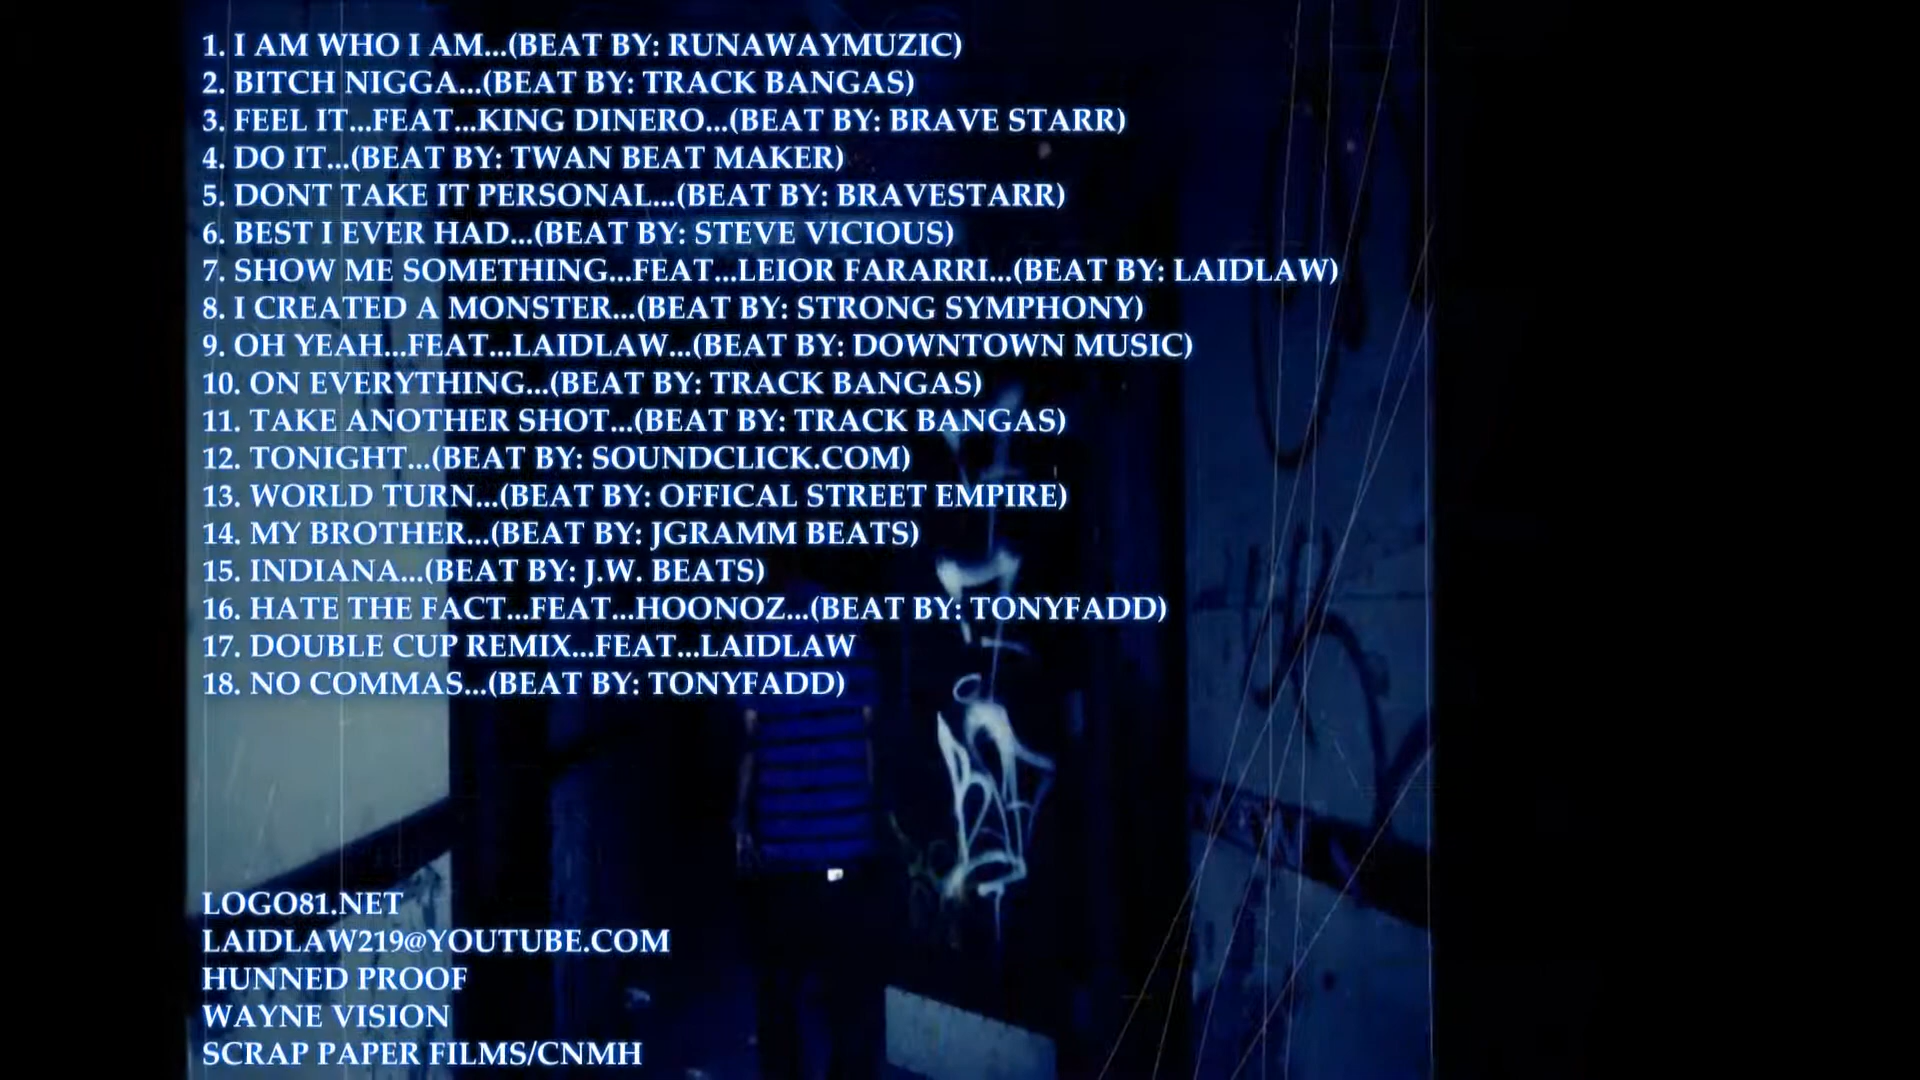 1. I AM WHO I AM...(BEAT BY: RUNAWAYMUZIC)
2. BITCH NIGGA...(BEAT BY: TRACK BANGAS)
3. FEEL IT...FEAT...KING DINERO...(BEAT BY: BRAVE STARR)
4. DO IT...(BEAT BY: TWAN BEAT MAKER)
5. DONT TAKE IT PERSONAL...(BEAT BY: BRAVESTARR)
6. BEST I EVER HAD...(BEAT BY: STEVE VICIOUS)
7. SHOW ME SOMETHING...FEAT...LEIOR FARARRI...(BEAT BY: LAIDLAW)
8. I CREATED A MONSTER...(BEAT BY: STRONG SYMPHONY)
9. OH YEAH...FEAT...LAIDLAW...(BEAT BY: DOWNTOWN MUSIC)
10. ON EVERYTHING...(BEAT BY: TRACK BANGAS)
11. TAKE ANOTHER SHOT...(BEAT BY: TRACK BANGAS)
12. TONIGHT...(BEAT BY: SOUNDCLICK.COM)
13. WORLD TURN...(BEAT BY: OFFICAL STREET EMPIRE)
14. MY BROTHER...(BEAT BY: JGRAMM BEATS)
15. INDIANA...(BEAT BY: J.W. BEATS)
16. HATE THE FACT...FEAT...HOONOZ...(BEAT BY: TONYFADD)
17. DOUBLE CUP REMIX...FEAT...LAIDLAW
18. NO COMMAS...(BEAT BY: TONYFADD)
LOGO81.NET
LAIDLAW219@YOUTUBE.COM
HUNNED PROOF
WAYNE VISION
SCRAP PAPER FILMS/CNMH